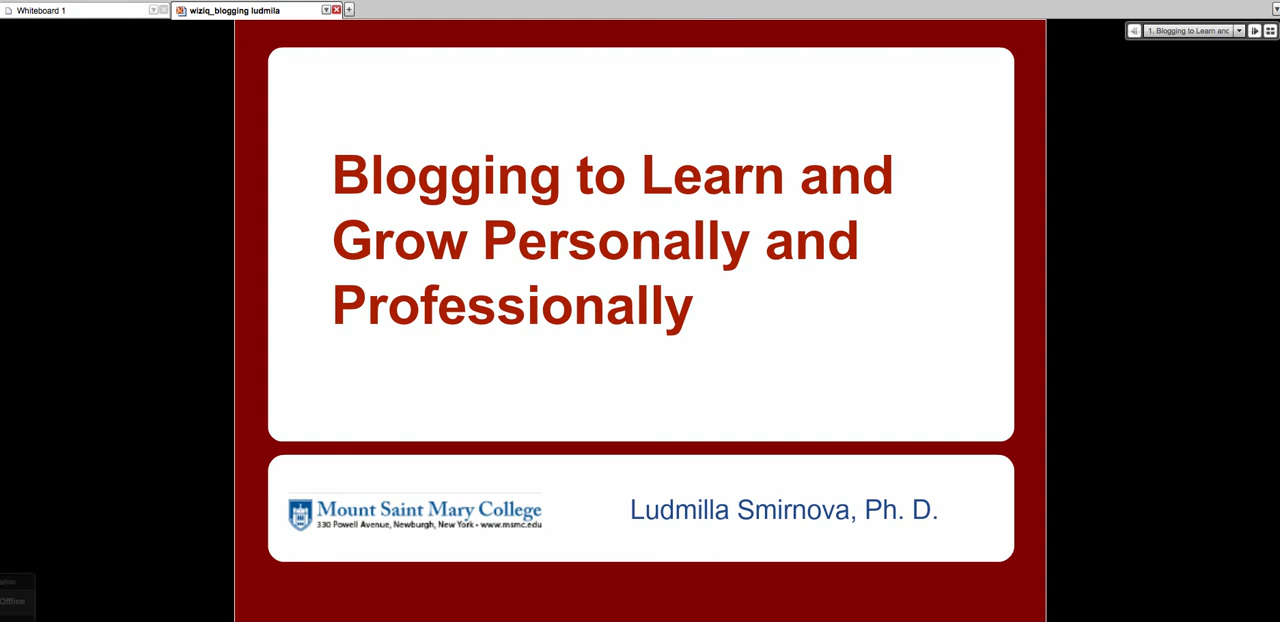 Whiteboard 1
wiziq_blogging ludmila
1. Blogging to Learn and
Blogging to Learn and
Grow Personally and
Professionally
Mount Saint Mary College
330 Powell Avenue, Newburgh, New York • www.msmc.edu
Ludmilla Smirnova, Ph. D.
Offline